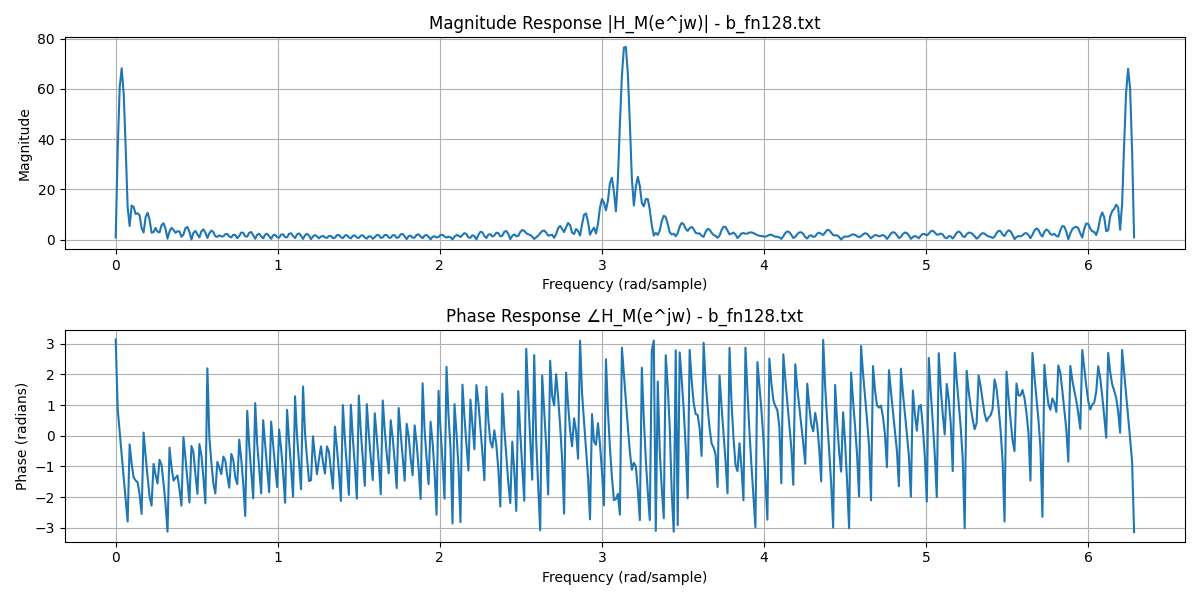 Magnitude Response |H_M(e^jw)| - b_fn128.txt
80
60
40
20
0
Magnitude
0 1 2 3 4 5 6
Frequency (rad/sample)
Phase Response ∠H_M(e^jw) - b_fn128.txt
3
2
1
0
−1
−2
−3
Phase (radians)
0 1 2 3 4 5 6
Frequency (rad/sample)